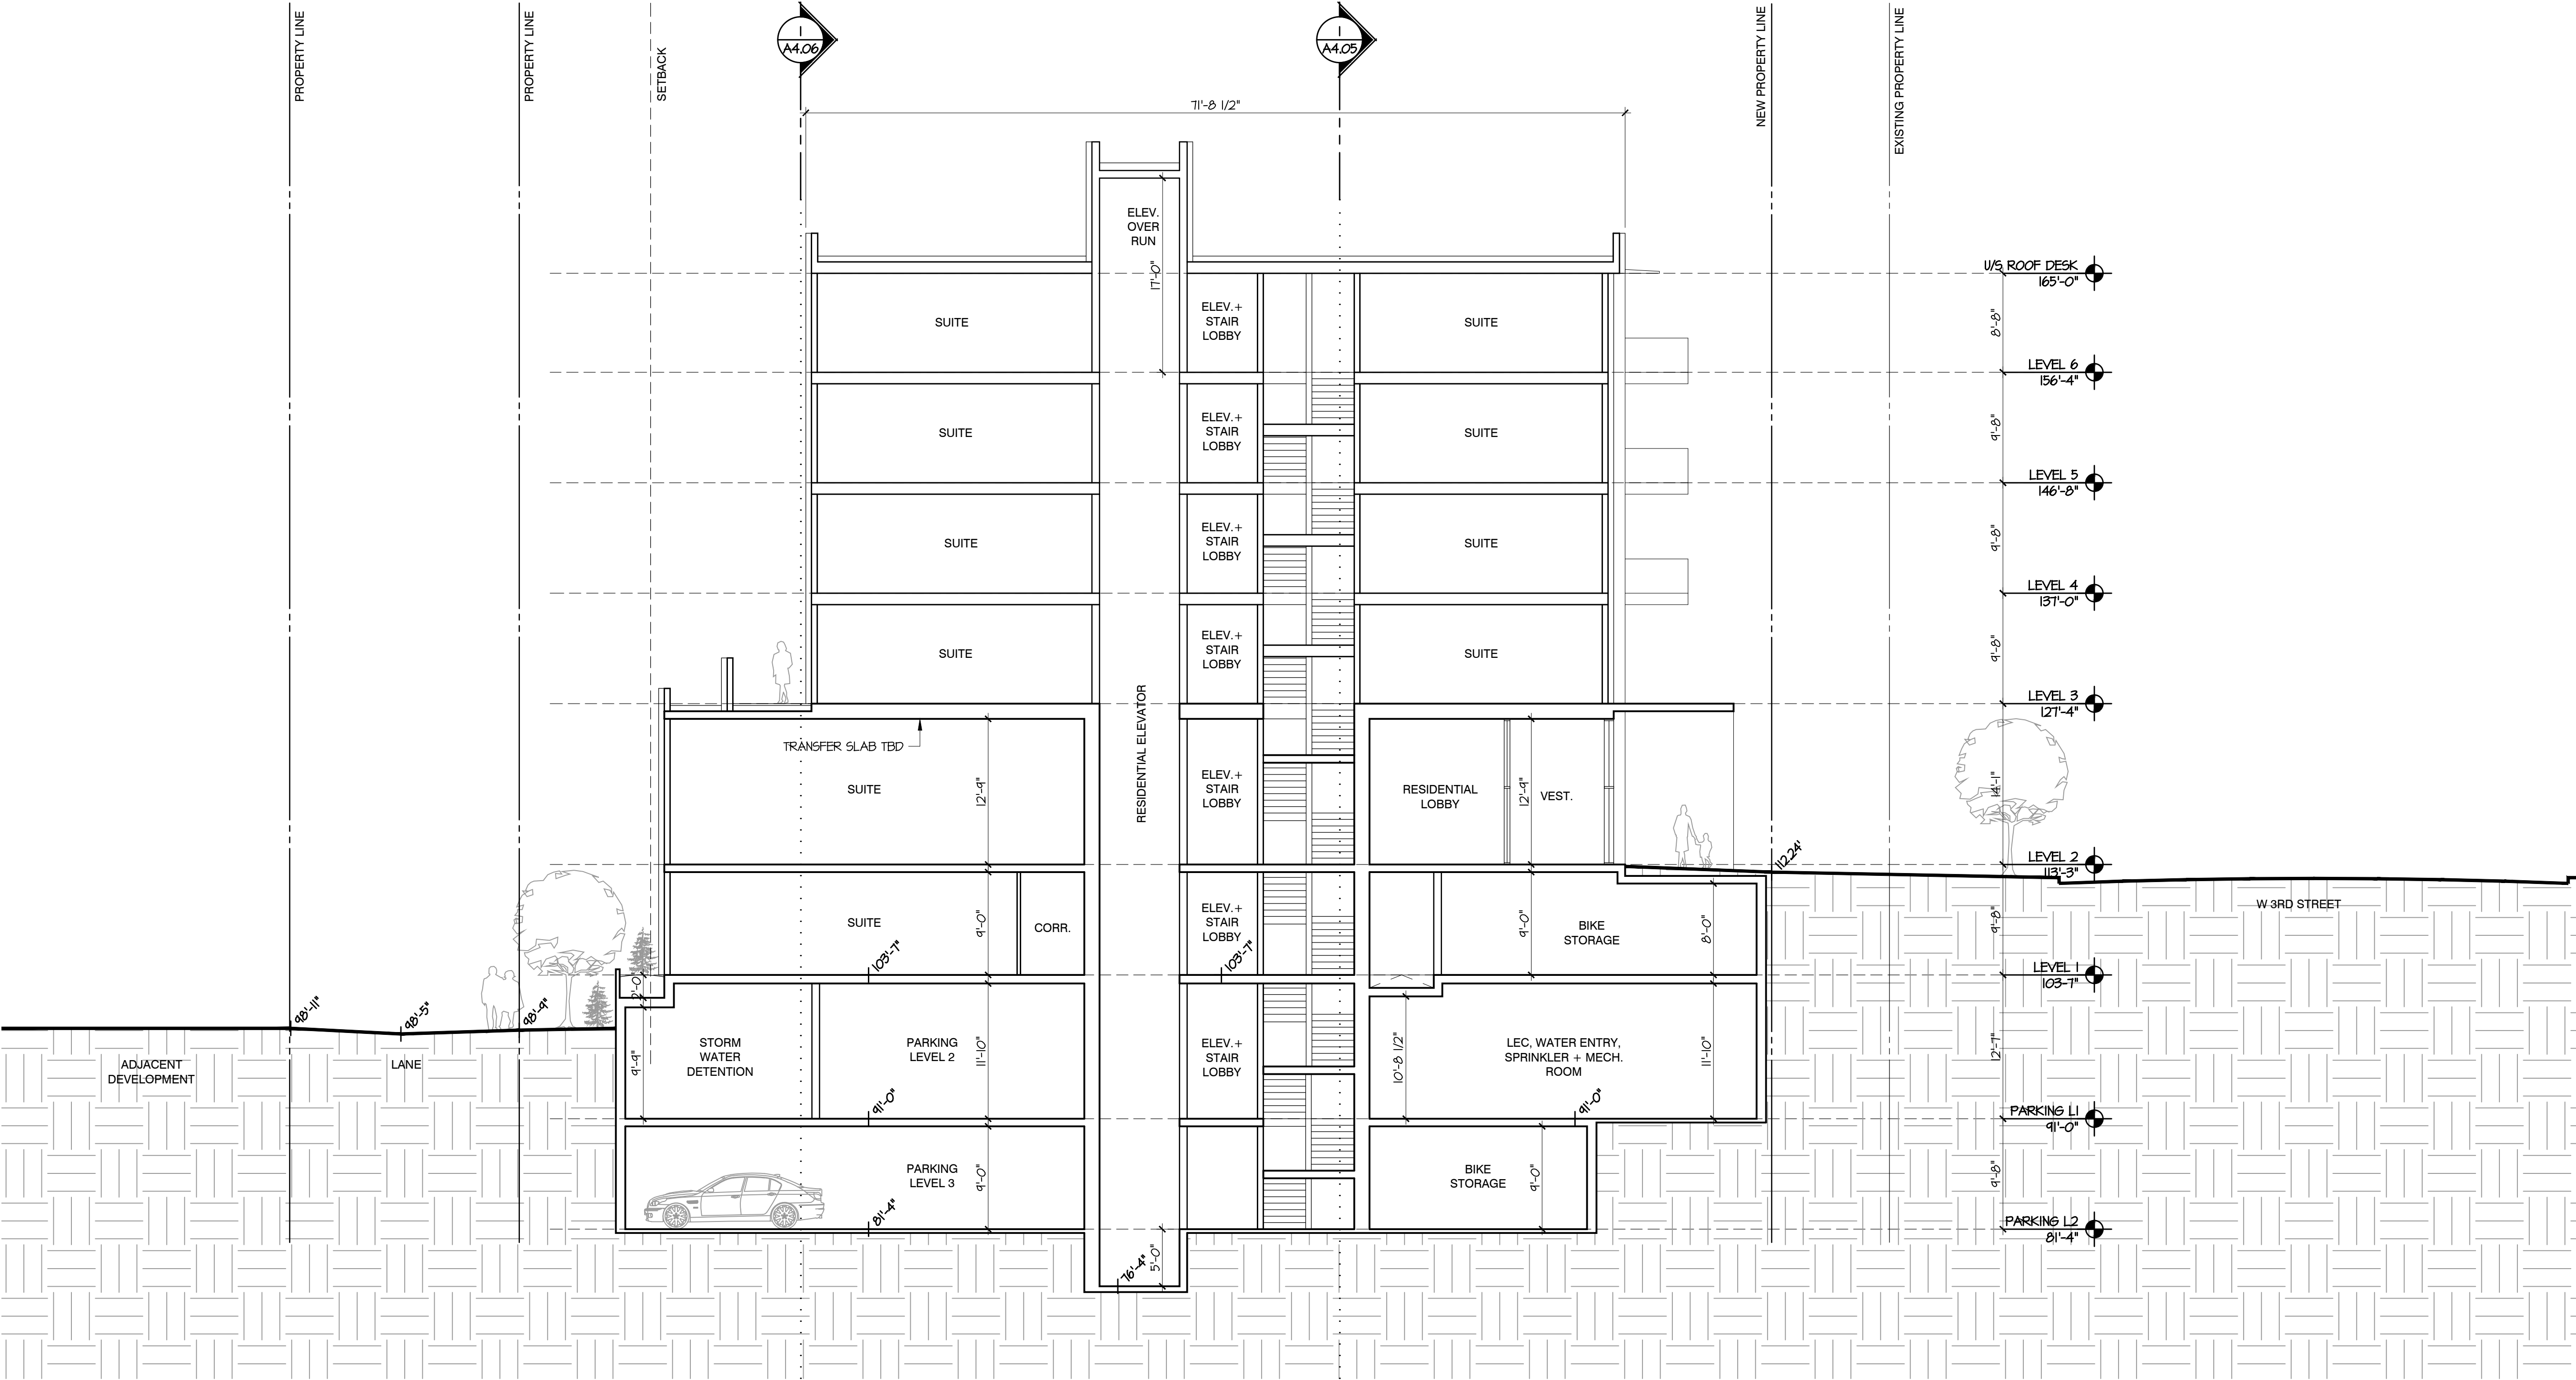 PROPERTY LINE
PROPERTY LINE
SETBACK
1
A4.06
1
A4.05
NEW PROPERTY LINE
EXISTING PROPERTY LINE
71'-8 1/2"
ELEV.
OVER
RUN
17'-0"
U/S ROOF DESK
165'-0"
SUITE
ELEV.+
STAIR
LOBBY
SUITE
8'-8"
LEVEL 6
156'-4"
SUITE
ELEV.+
STAIR
LOBBY
SUITE
9'-8"
LEVEL 5
146'-8"
SUITE
ELEV.+
STAIR
LOBBY
SUITE
9'-8"
LEVEL 4
137'-0"
SUITE
ELEV.+
STAIR
LOBBY
SUITE
9'-8"
LEVEL 3
127'-4"
TRANSFER SLAB TBD
RESIDENTIAL ELEVATOR
SUITE
12'-9"
ELEV.+
STAIR
LOBBY
RESIDENTIAL
LOBBY
12'-9"
VEST.
14'-1"
112.24'
LEVEL 2
113'-3"
W 3RD STREET
SUITE
9'-0"
CORR.
ELEV.+
STAIR
LOBBY
9'-0"
BIKE
STORAGE
8'-0"
9'-8"
103'-7"
103'-7"
LEVEL 1
103'-7"
2'-0"
98'-11"
98'-5"
98'-9"
ADJACENT
DEVELOPMENT
LANE
9'-9"
STORM
WATER
DETENTION
PARKING
LEVEL 2
11'-10"
ELEV.+
STAIR
LOBBY
10'-8 1/2"
LEC, WATER ENTRY,
SPRINKLER + MECH.
ROOM
11'-10"
12'-7"
91'-0"
91'-0"
PARKING L1
91'-0"
PARKING
LEVEL 3
9'-0"
BIKE
STORAGE
9'-0"
9'-8"
81'-4"
PARKING L2
81'-4"
76'-4"
5'-0"